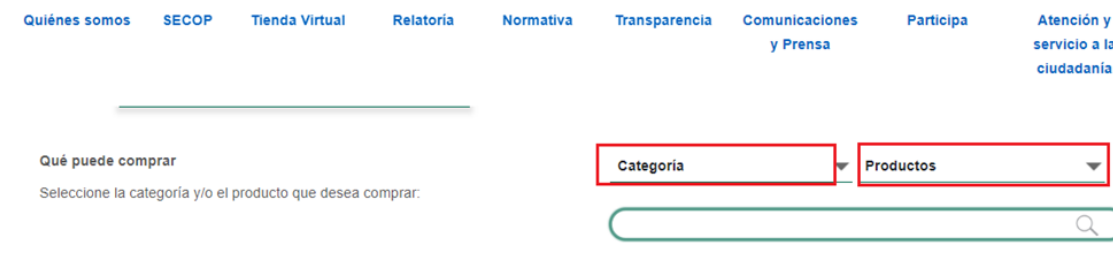 Quiénes somos SECOP Tienda Virtual Relatoría Normativa Transparencia Comunicaciones y Prensa Participa Atención y servicio a la ciudadanía
Qué puede comprar
Seleccione la categoría y/o el producto que desea comprar:
Categoría
Productos